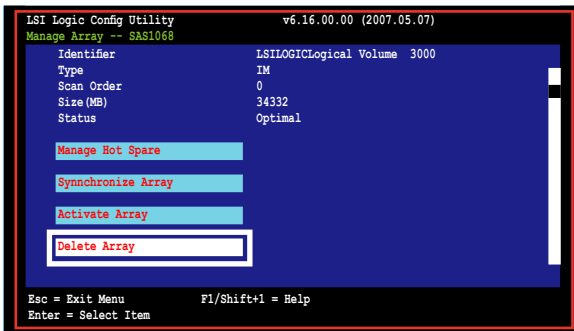 LSI Logic Config Utility v6.16.00.00 (2007.05.07)
Manage Array -- SAS1068
Identifier LSILOGICLogical Volume 3000
Type IM
Scan Order 0
Size(MB) 34332
Status Optimal
Manage Hot Spare
Synnchronize Array
Activate Array
Delete Array
Esc = Exit Menu F1/Shift+1 = Help
Enter = Select Item